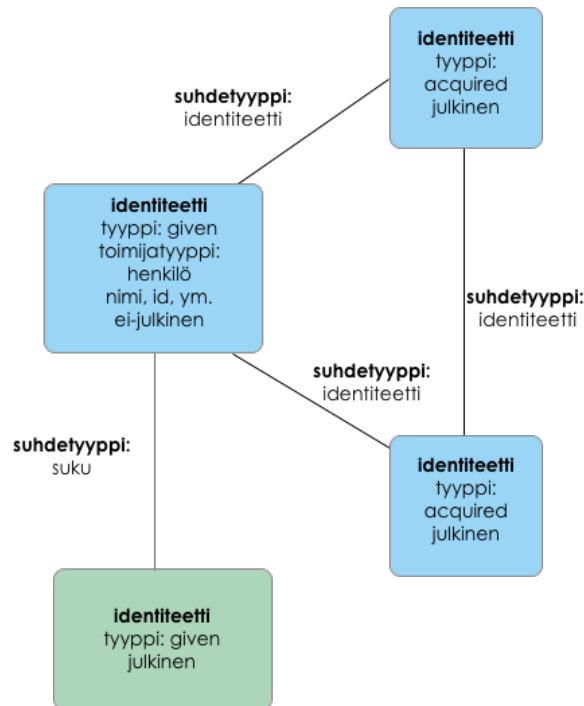 identiteetti
tyyppi:
acquired
julkinen
suhdetyyppi:
identiteetti
identiteetti
tyyppi: given
toimijatyyppi:
henkilö
nimi, id, ym.
ei-julkinen
suhdetyyppi:
identiteetti
suhdetyyppi:
identiteetti
suhdetyyppi:
suku
identiteetti
tyyppi:
acquired
julkinen
identiteetti
tyyppi: given
julkinen